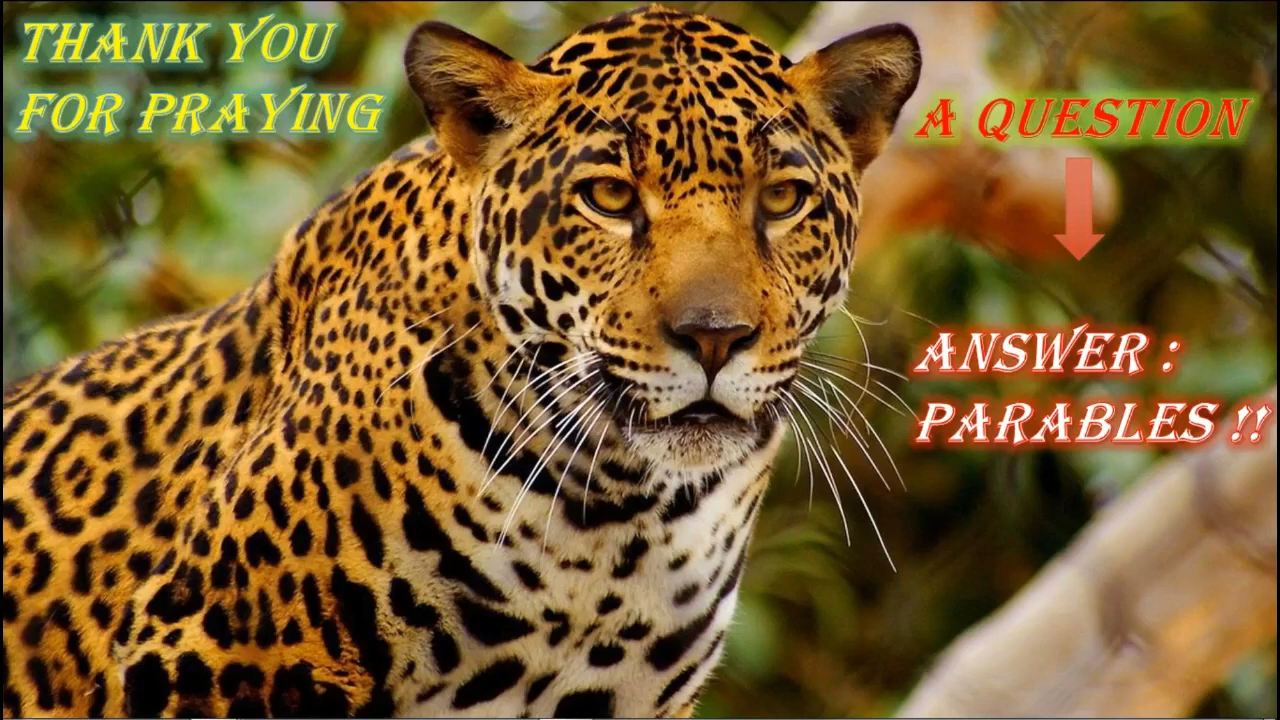 THANK YOU
FOR PRAYING
A QUESTION
ANSWER :
PARABLES !!